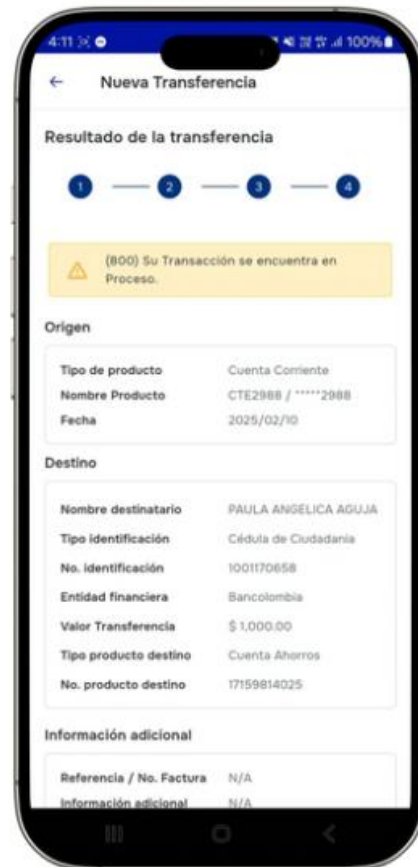 4:11 100%
Nueva Transferencia
Resultado de la transferencia
1 2 3 4
(800) Su Transacción se encuentra en
Proceso.
Origen
Tipo de producto Cuenta Corriente
Nombre Producto CTE2988 / *****2988
Fecha 2025/02/10
Destino
Nombre destinatario PAULA ANGELICA AGUJA
Tipo identificación Cédula de Ciudadania
No. identificación 1001170658
Entidad financiera Bancolombia
Valor Transferencia $ 1,000.00
Tipo producto destino Cuenta Ahorros
No. producto destino 17159814025
Información adicional
Referencia / No. Factura N/A
Información adicional N/A